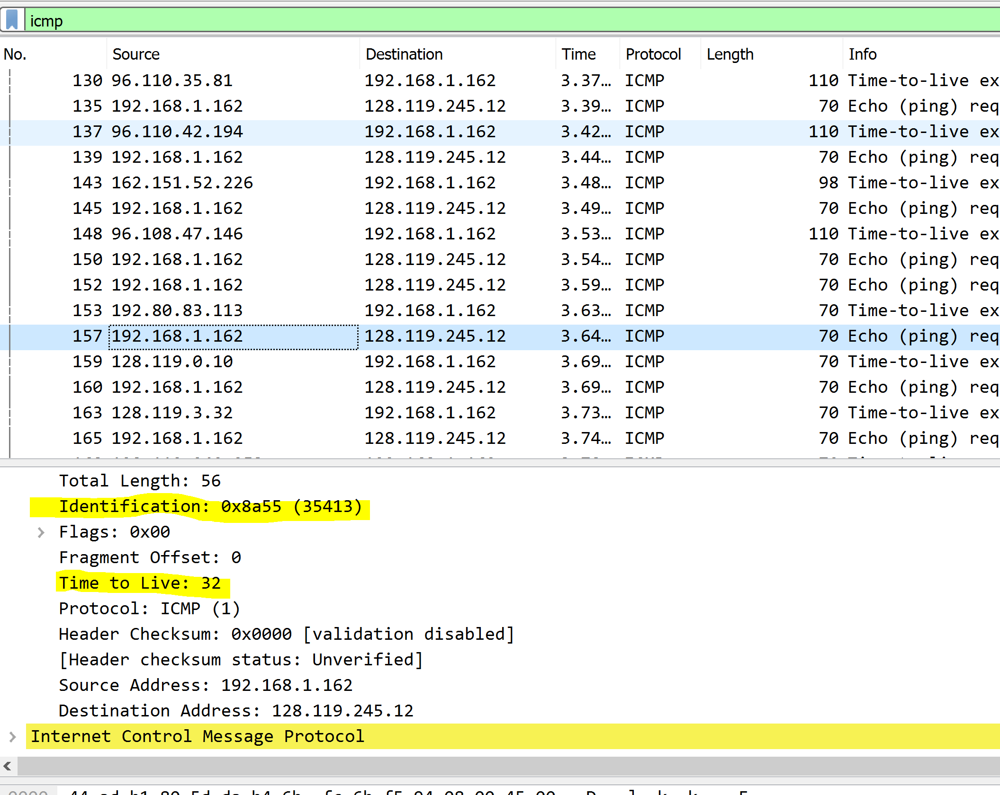 icmp
No. Source Destination Time Protocol Length Info
130 96.110.35.81 192.168.1.162 3.37… ICMP 110 Time-to-live ex
135 192.168.1.162 128.119.245.12 3.39… ICMP 70 Echo (ping) req
137 96.110.42.194 192.168.1.162 3.42… ICMP 110 Time-to-live ex
139 192.168.1.162 128.119.245.12 3.44… ICMP 70 Echo (ping) req
143 162.151.52.226 192.168.1.162 3.48… ICMP 98 Time-to-live ex
145 192.168.1.162 128.119.245.12 3.49… ICMP 70 Echo (ping) req
148 96.108.47.146 192.168.1.162 3.53… ICMP 110 Time-to-live ex
150 192.168.1.162 128.119.245.12 3.54… ICMP 70 Echo (ping) req
152 192.168.1.162 128.119.245.12 3.59… ICMP 70 Echo (ping) req
153 192.80.83.113 192.168.1.162 3.63… ICMP 70 Time-to-live ex
157 192.168.1.162 128.119.245.12 3.64… ICMP 70 Echo (ping) req
159 128.119.0.10 192.168.1.162 3.69… ICMP 70 Time-to-live ex
160 192.168.1.162 128.119.245.12 3.69… ICMP 70 Echo (ping) req
163 128.119.3.32 192.168.1.162 3.73… ICMP 70 Time-to-live ex
165 192.168.1.162 128.119.245.12 3.74… ICMP 70 Echo (ping) req
Total Length: 56
Identification: 0x8a55 (35413)
Flags: 0x00
Fragment Offset: 0
Time to Live: 32
Protocol: ICMP (1)
Header Checksum: 0x0000 [validation disabled]
[Header checksum status: Unverified]
Source Address: 192.168.1.162
Destination Address: 128.119.245.12
Internet Control Message Protocol